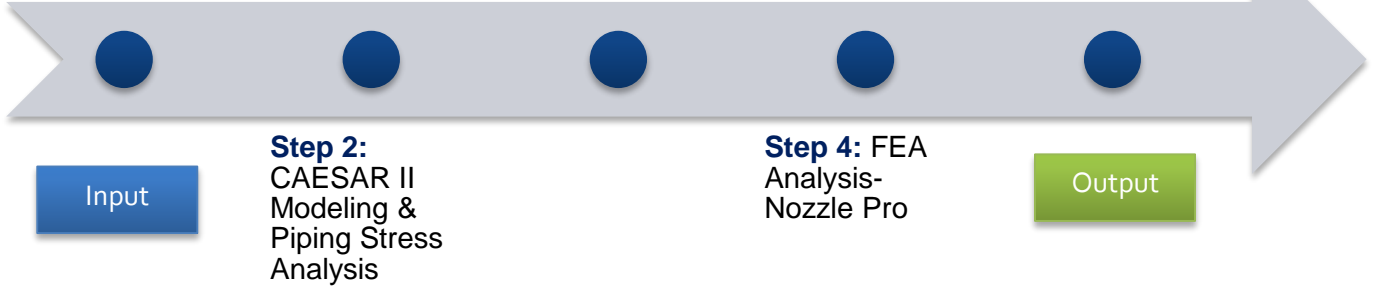 Input
Step 2:
CAESAR II
Modeling &
Piping Stress
Analysis
Step 4: FEA
Analysis-
Nozzle Pro
Output